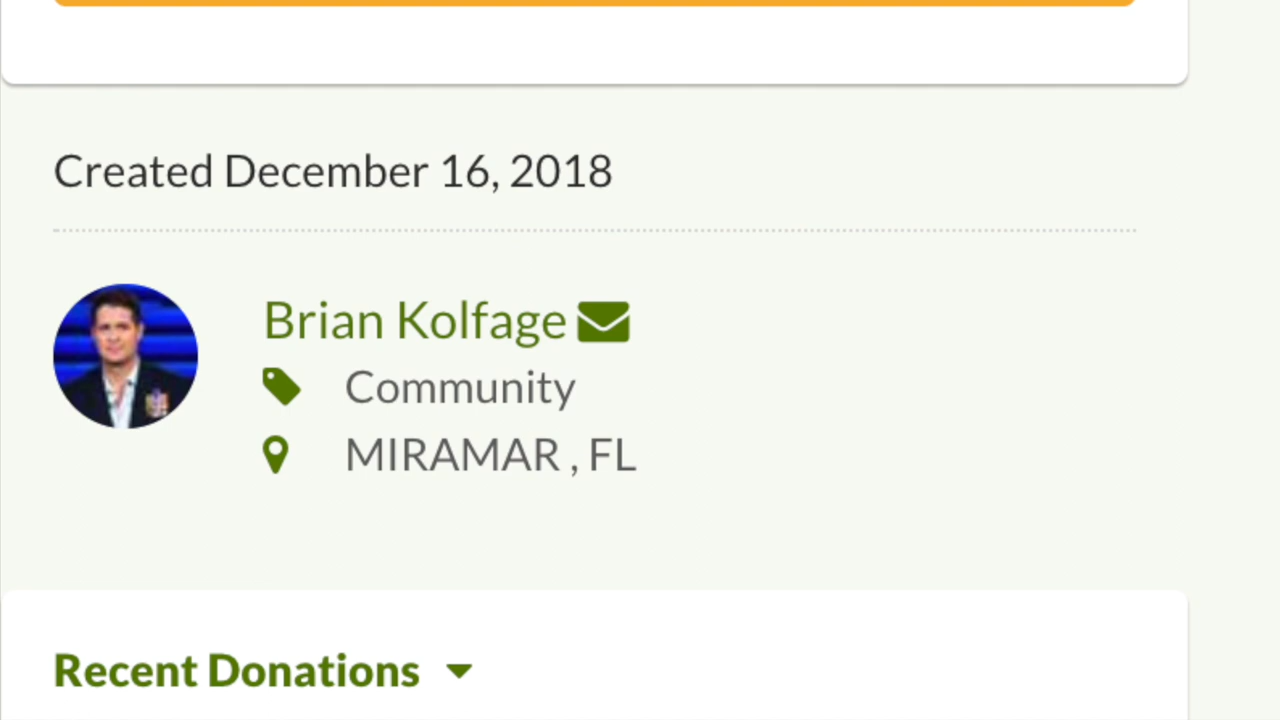 Created December 16, 2018
Brian Kolfage
Community
MIRAMAR , FL
Recent Donations